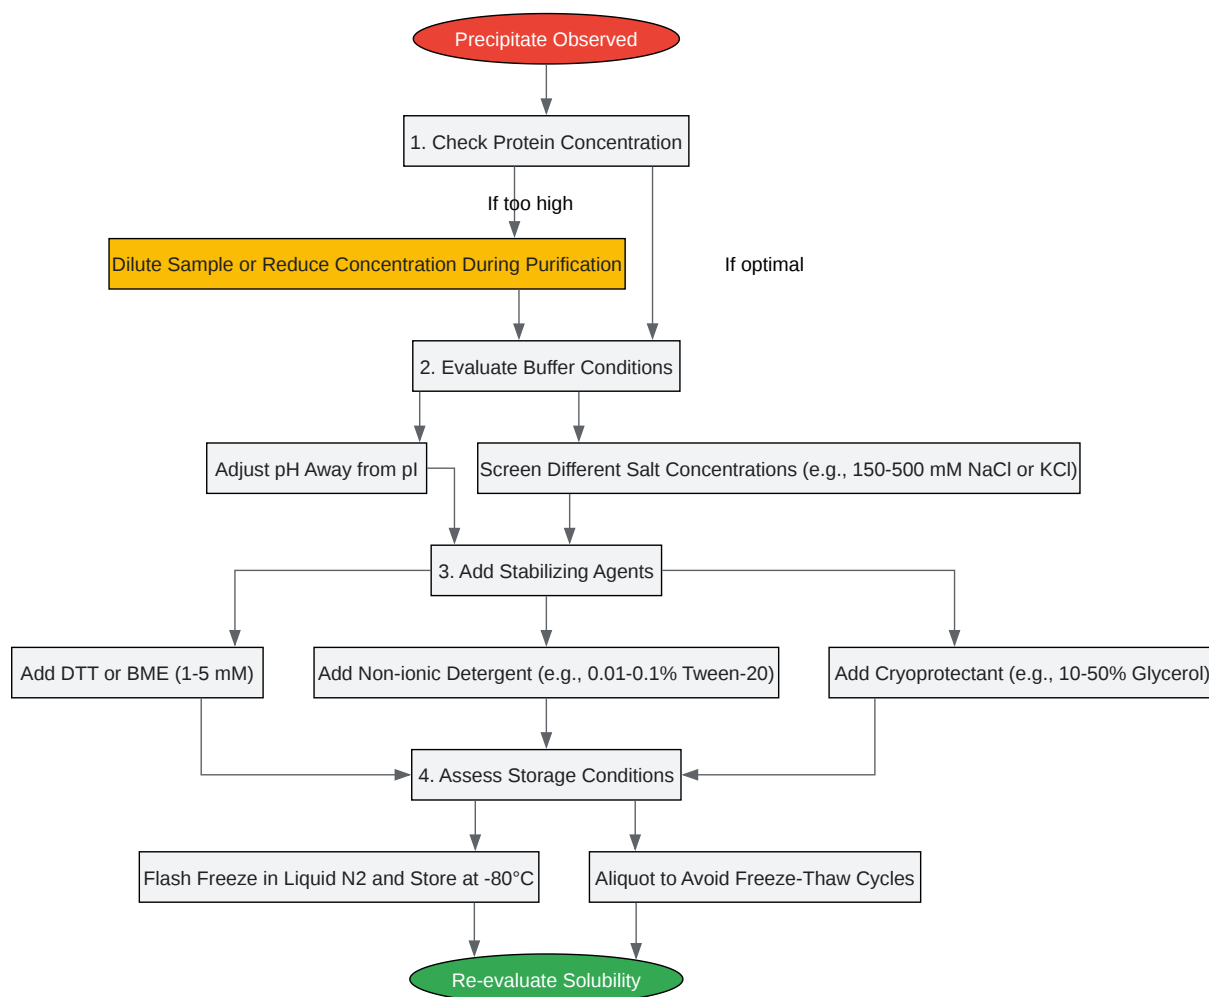 Precipitate Observed
1. Check Protein Concentration
If too high
Dilute Sample or Reduce Concentration During Purification
If optimal
2. Evaluate Buffer Conditions
Adjust pH Away from pI
Screen Different Salt Concentrations (e.g., 150-500 mM NaCl or KCl)
3. Add Stabilizing Agents
Add DTT or BME (1-5 mM)
Add Non-ionic Detergent (e.g., 0.01-0.1% Tween-20)
Add Cryoprotectant (e.g., 10-50% Glycerol)
4. Assess Storage Conditions
Flash Freeze in Liquid N2 and Store at -80°C
Aliquot to Avoid Freeze-Thaw Cycles
Re-evaluate Solubility